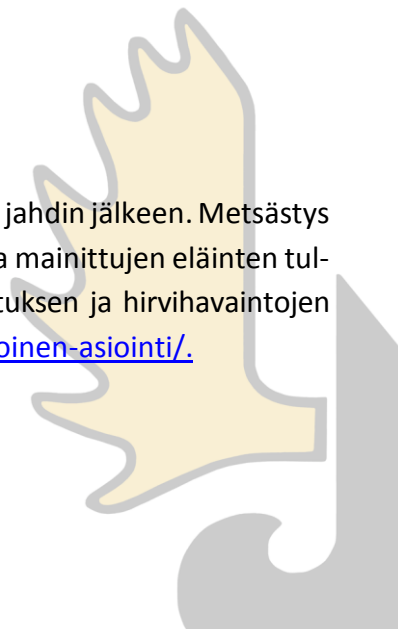 jahdin jälkeen. Metsästys
a mainittujen eläinten tul-
tuksen ja hirvihavaintojen
oinen-asiointi/.